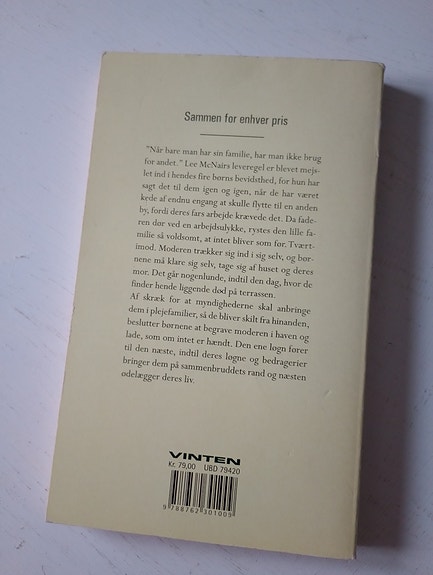 Sammen for enhver pris
"Når bare man har sin familie, har man ikke brug
for andet." Lee McNairs leveregel er blevet mejs-
let ind i hendes fire børns bevidsthed, for hun har
sagt det til dem igen og igen, når de har været
kede af endnu engang at skulle flytte til en anden
by, fordi deres fars arbejde krævede det. Da fade-
ren dør ved en arbejdsulykke, rystes den lille fa-
milie så voldsomt, at intet bliver som før. Tvært-
imod. Moderen trækker sig ind i sig selv, og bør-
nene må klare sig selv, tage sig af huset og deres
mor. Det går nogenlunde, indtil den dag, hvor de
finder hende liggende død på terrassen.
Af skræk for at myndighederne skal anbringe
dem i plejefamilier, så de bliver skilt fra hinanden,
beslutter børnene at begrave moderen i haven og
lade, som om intet er hændt. Den ene løgn fører
til den næste, indtil deres løgne og bedragerier
bringer dem på sammenbruddets rand og næsten
ødelægger deres liv.
VINTEN
Kr. 79,00 UBD 79420
9 788762 301009